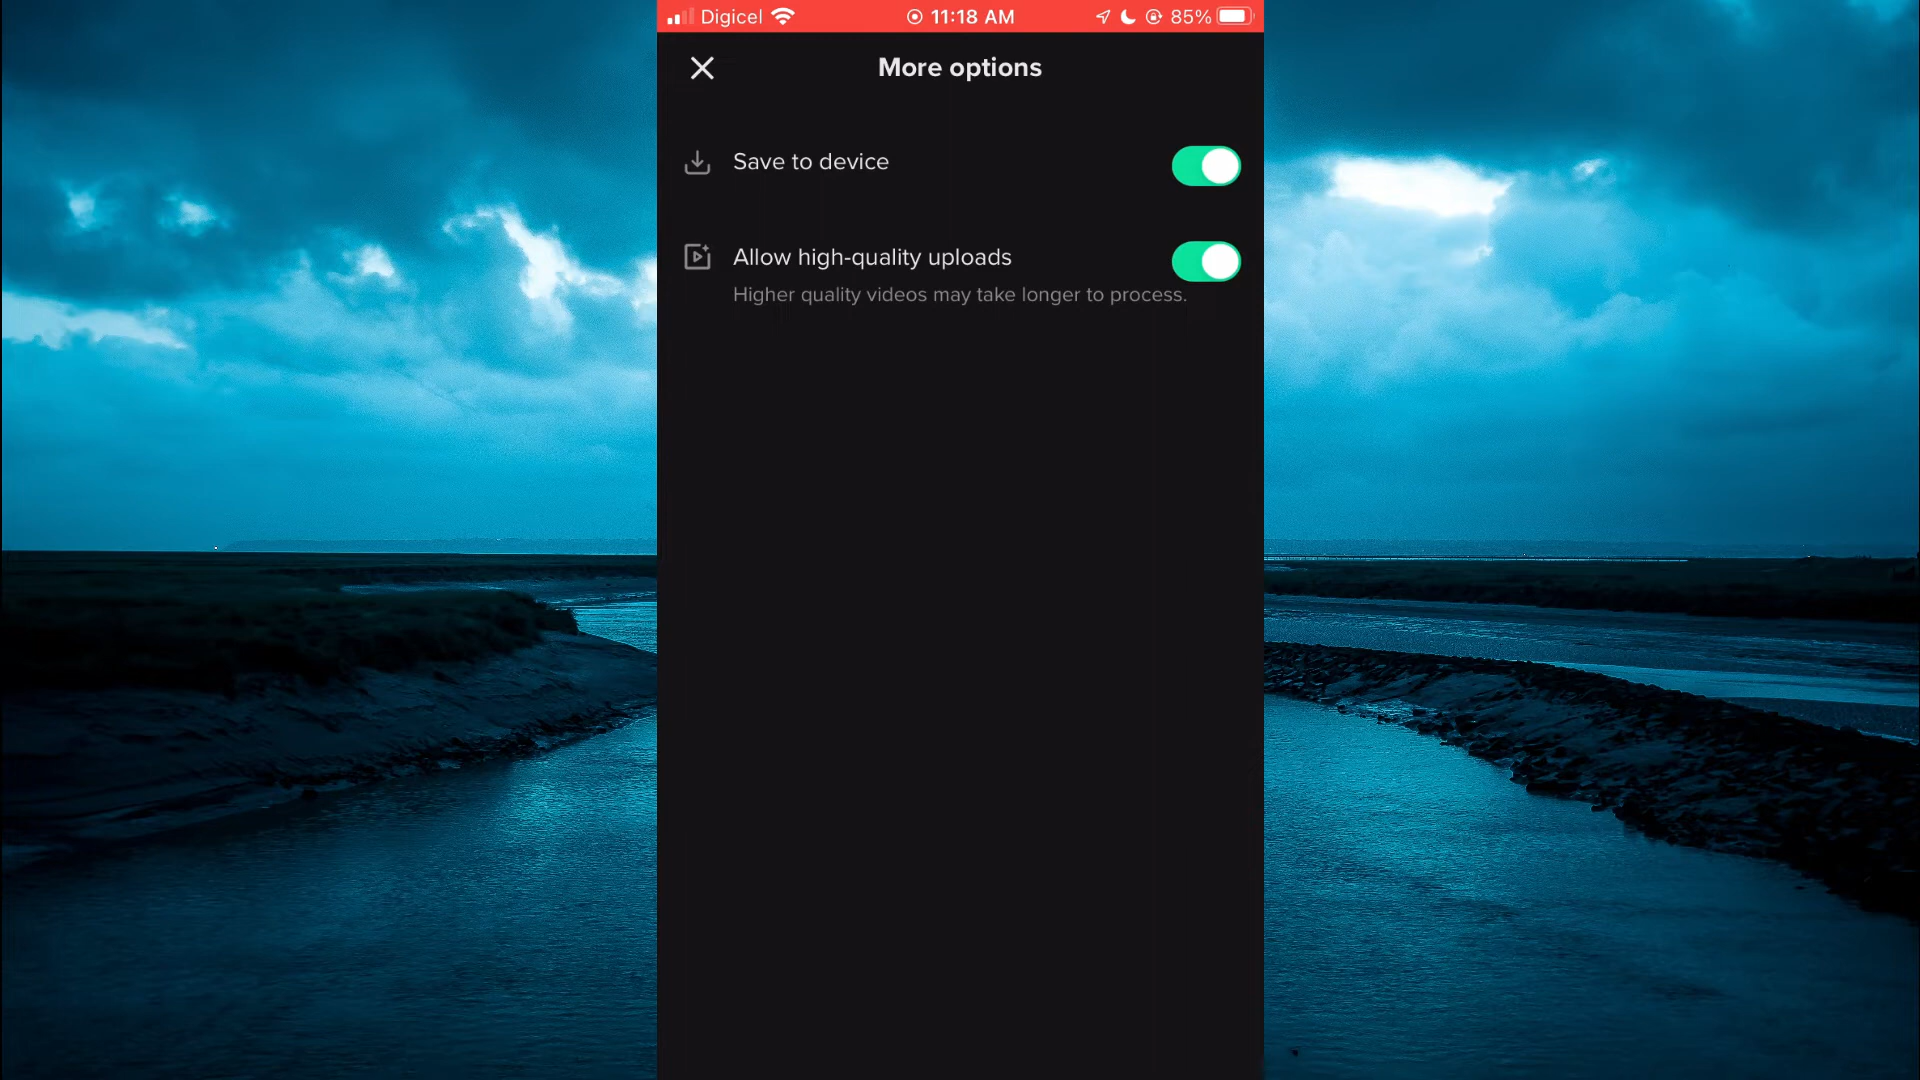 Digicel 11:18 AM 85%
More options
Save to device
Allow high-quality uploads
Higher quality videos may take longer to process.